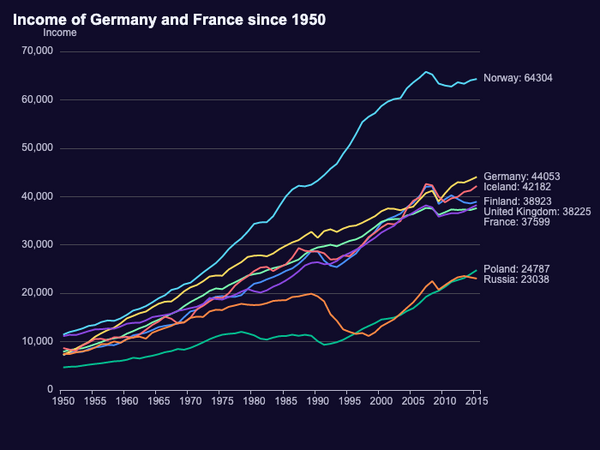 Income of Germany and France since 1950
Income
70,000
60,000
50,000
40,000
30,000
20,000
10,000
0
Norway: 64304
Germany: 44053
Iceland: 42182
Finland: 38923
United Kingdom: 38225
France: 37599
Poland: 24787
Russia: 23038
1950 1955 1960 1965 1970 1975 1980 1985 1990 1995 2000 2005 2010 2015